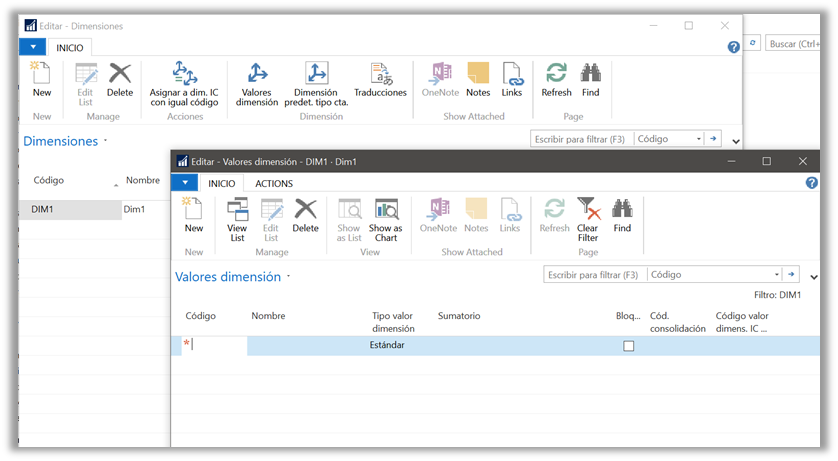 Editar - Dimensiones
INICIO
Buscar (Ctrl+
New
Edit
List
Delete
Asignar a dim. IC
con igual código
Valores
dimensión
Dimensión
predet. tipo cta.
Traducciones
OneNote
Notes
Links
Refresh
Find
New
Manage
Acciones
Dimensión
Show Attached
Page
Dimensiones
Escribir para filtrar (F3)
Código
Código
Nombre
DIM1
Dim1
Editar - Valores dimensión - DIM1 · Dim1
INICIO
ACTIONS
New
View
List
Edit
List
Delete
Show
as List
Show as
Chart
OneNote
Notes
Links
Refresh
Clear
Filter
Find
New
Manage
View
Show Attached
Page
Valores dimensión
Escribir para filtrar (F3)
Código
Filtro: DIM1
Código
Nombre
Tipo valor
dimensión
Sumatorio
Bloq...
Cód.
consolidación
Código valor
dimens. IC ...
*
Estándar